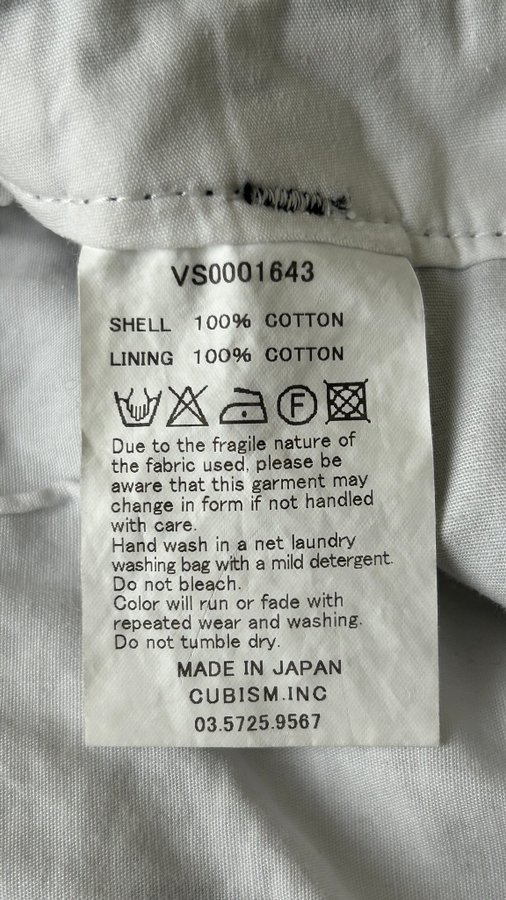 VS0001643
SHELL 100% COTTON
LINING 100% COTTON
F
Due to the fragile nature of
the fabric used, please be
aware that this garment may
change in form if not handled
with care.
Hand wash in a net laundry
washing bag with a mild detergent.
Do not bleach.
Color will run or fade with
repeated wear and washing.
Do not tumble dry.
MADE IN JAPAN
CUBISM.INC
03.5725.9567